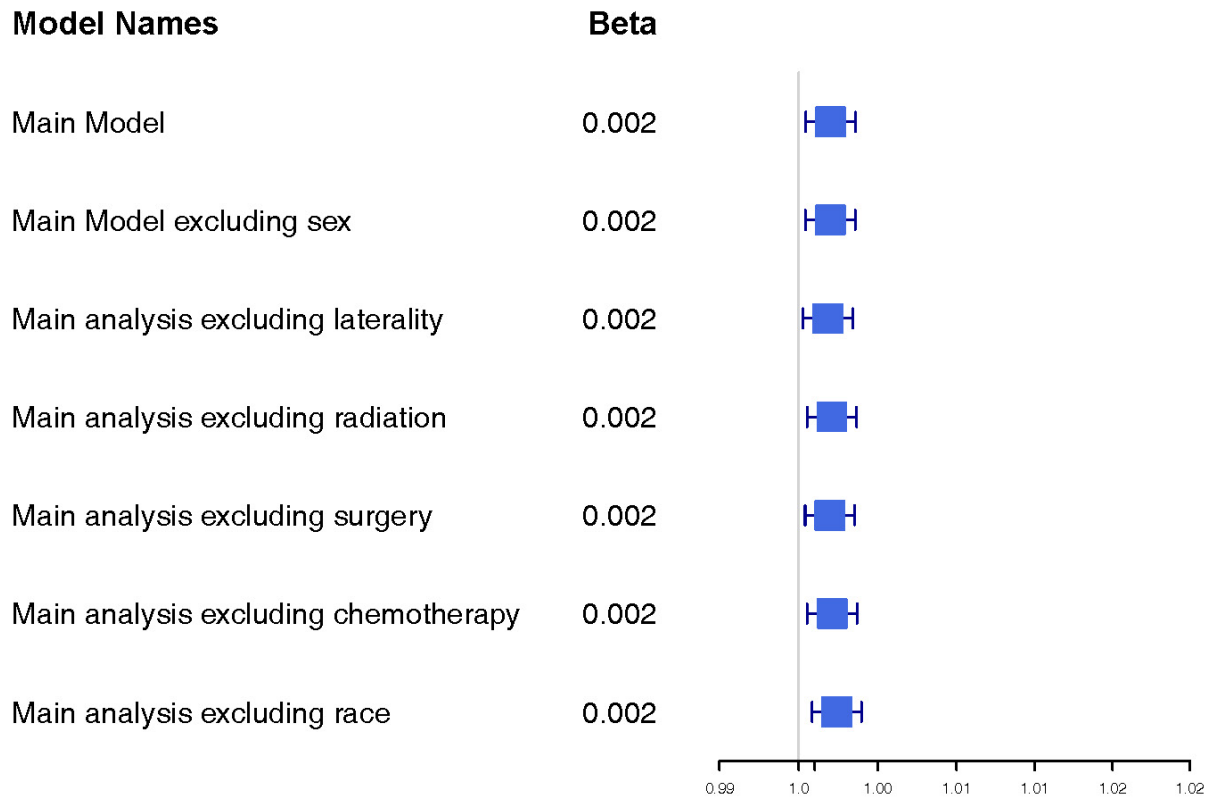 Model Names Beta
Main Model 0.002
Main Model excluding sex 0.002
Main analysis excluding laterality 0.002
Main analysis excluding radiation 0.002
Main analysis excluding surgery 0.002
Main analysis excluding chemotherapy 0.002
Main analysis excluding race 0.002
0.99 1.0 1.00 1.01 1.01 1.02 1.02